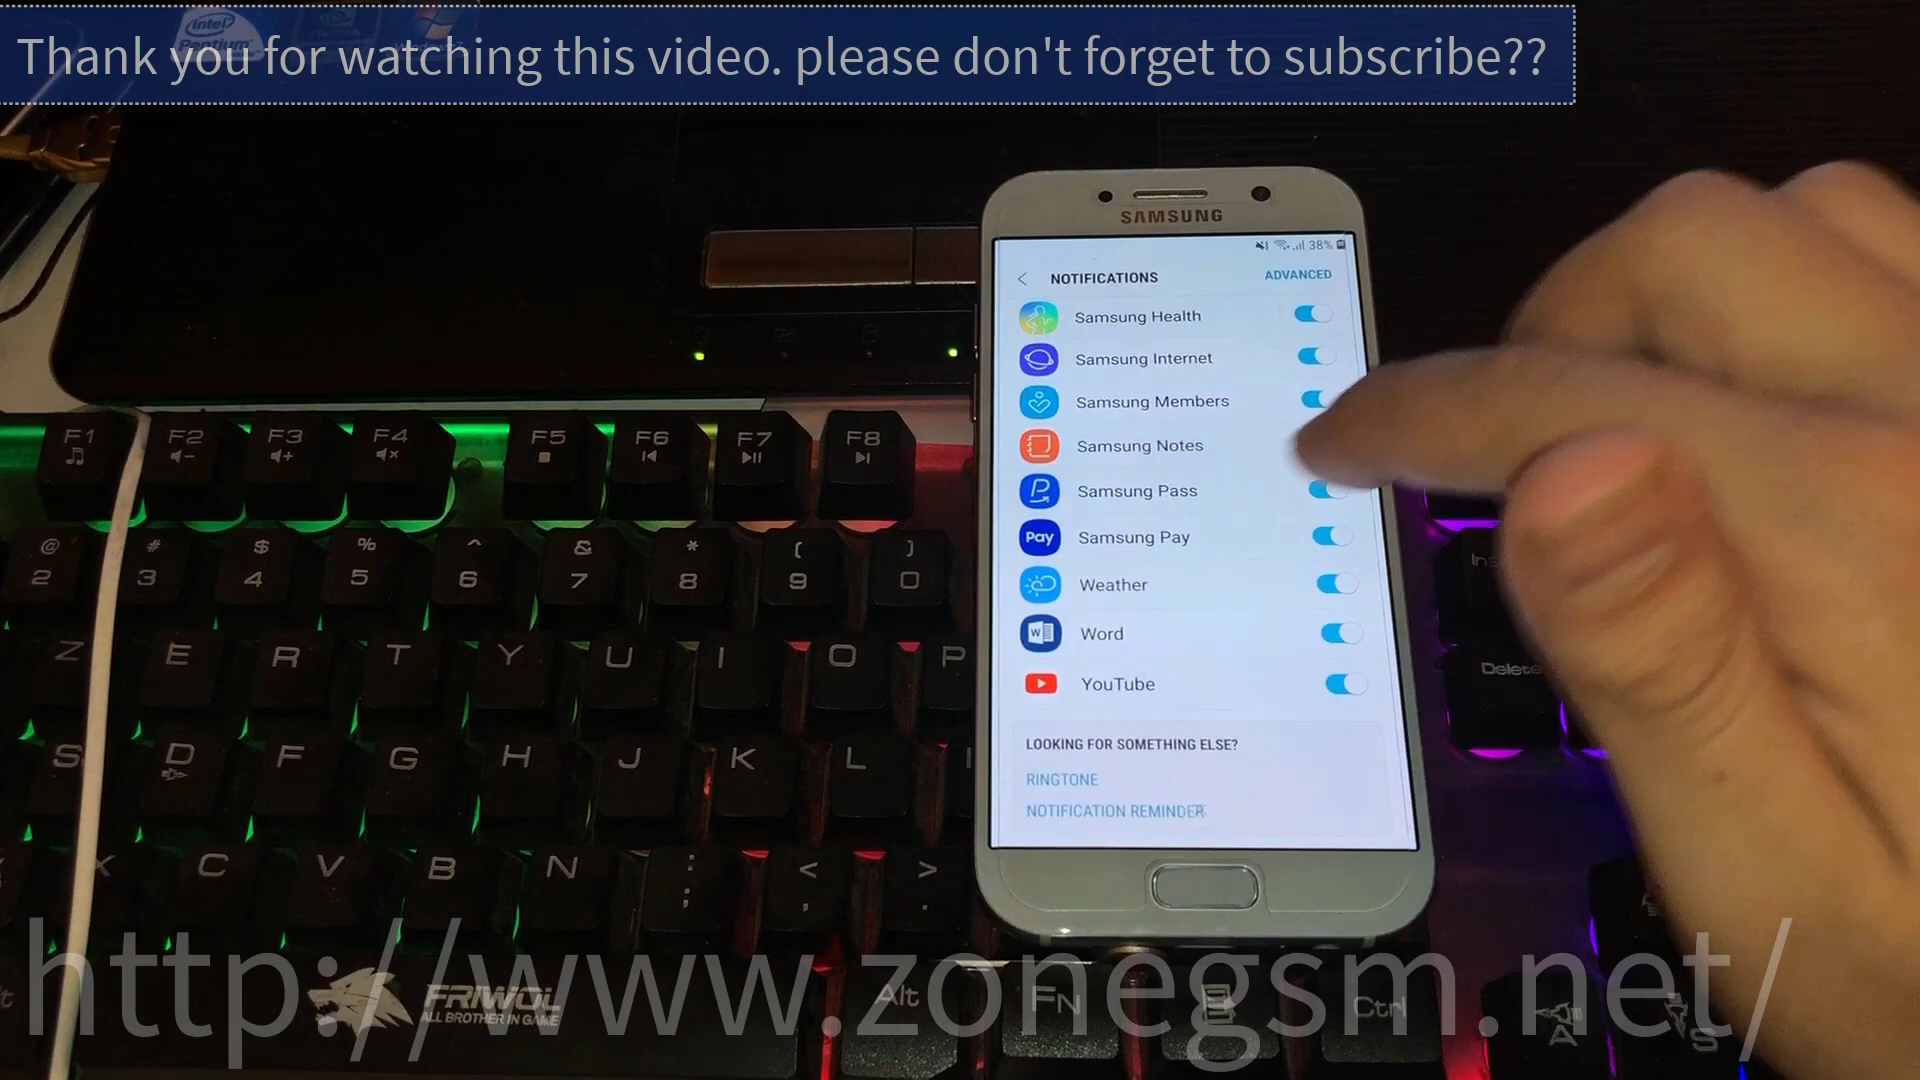 Thank you for watching this video. please don't forget to subscribe??
intel
Pentium
SAMSUNG
38%
NOTIFICATIONS
ADVANCED
Samsung Health
Samsung Internet
Samsung Members
Samsung Notes
Samsung Pass
Pay
Samsung Pay
Weather
W
Word
YouTube
LOOKING FOR SOMETHING ELSE?
RINGTONE
NOTIFICATION REMINDER
F1
F2
F3
F4
F5
F6
F7
F8
@ 2
# 3
$ 4
% 5
^ 6
& 7
* 8
( 9
) 0
Z E R T Y U I O P
Delete
S D F G H J K L
X C V B N ; : < , > .
http://www.zonegsm.net/
FRIWOL
ALL BROTHER IN GAME
Alt
FN
Ctrl
A
S